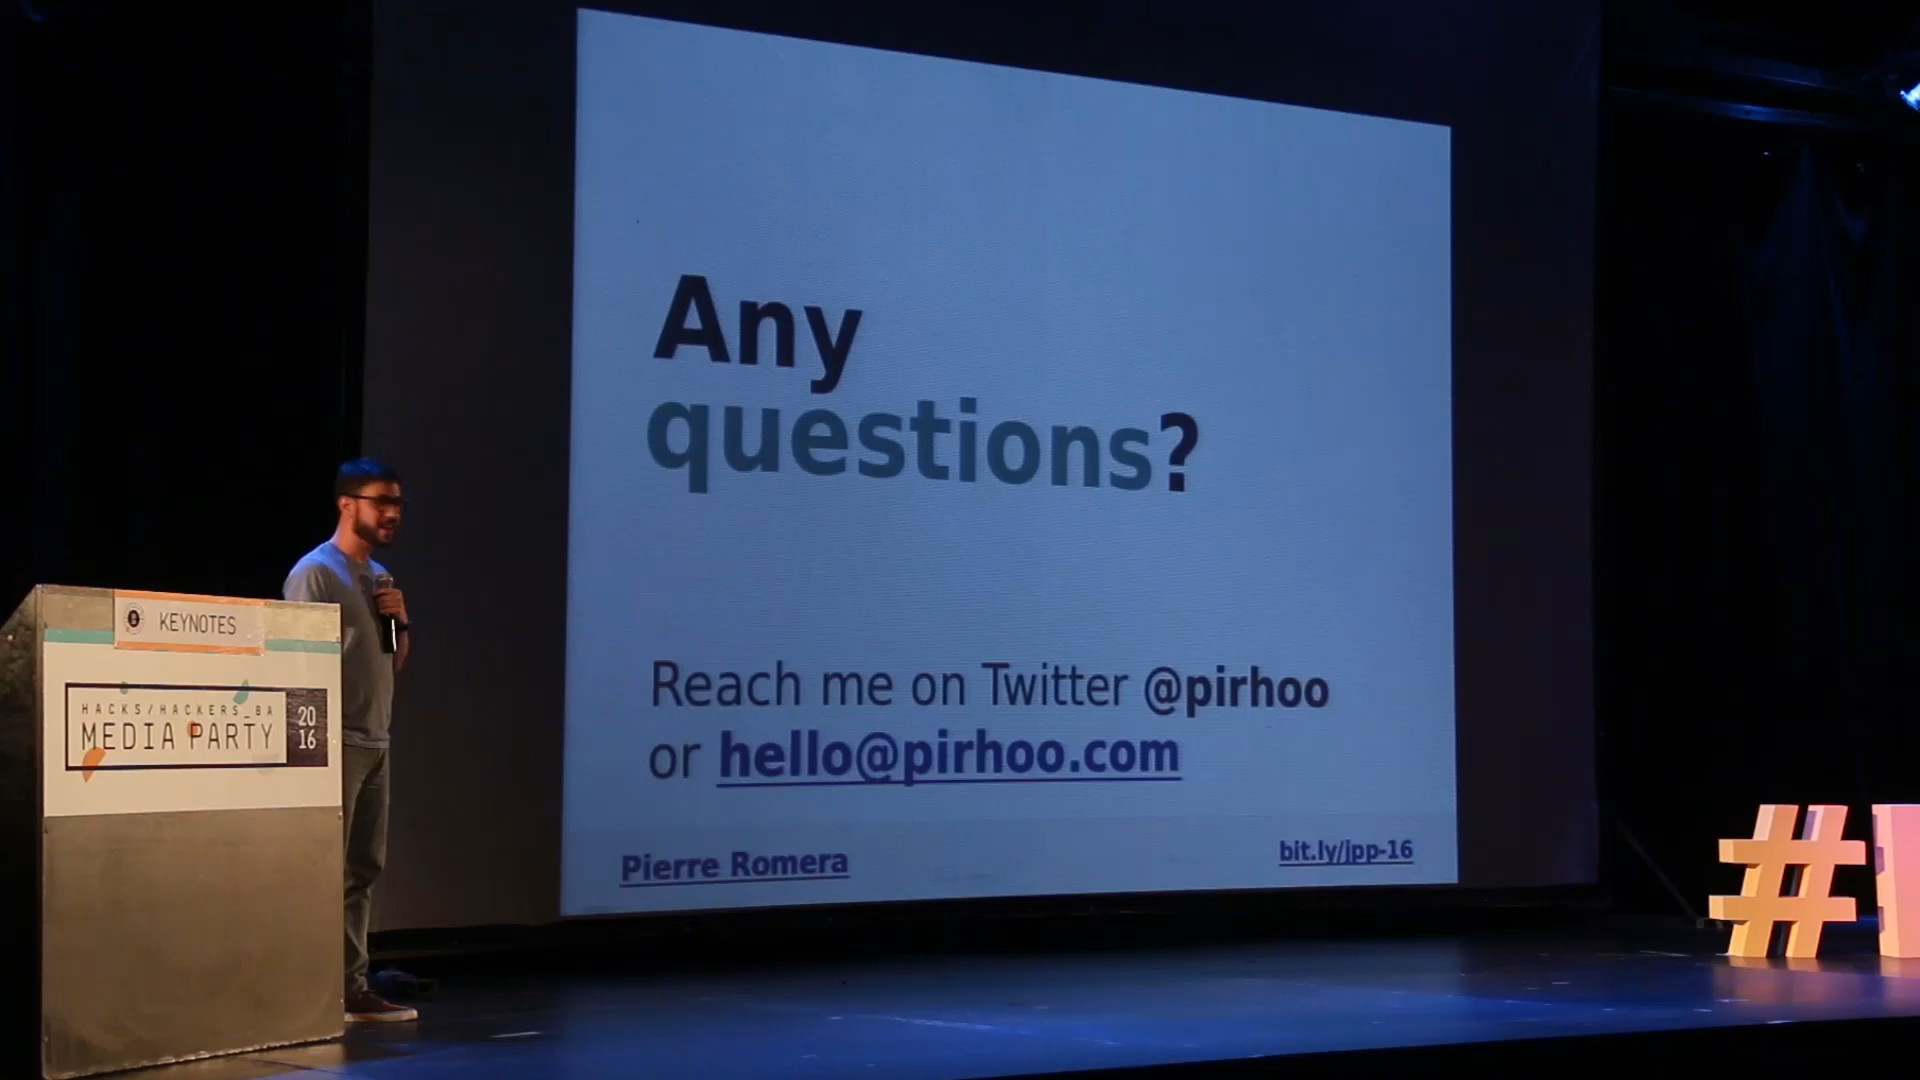 Any
questions?
Reach me on Twitter @pirhoo
or hello@pirhoo.com
Pierre Romera
bit.ly/jpp-16
KEYNOTES
HACKS/HACKERS_BA
MEDIA PARTY
20
16
#